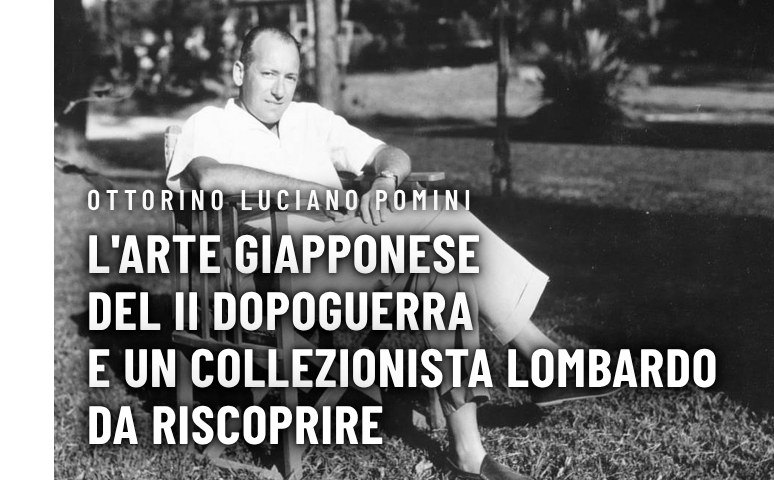 OTTORINO LUCIANO POMINI
L'ARTE GIAPPONESE
DEL II DOPOGUERRA
E UN COLLEZIONISTA LOMBARDO
DA RISCOPRIRE